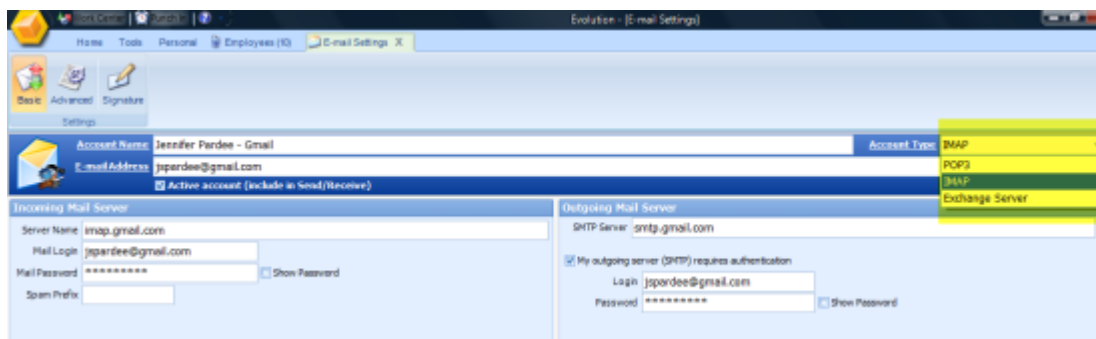 Work Center Punch In
Evolution - [E-mail Settings]
Home Tools Personal Employees (10) E-mail Settings X
Basic Advanced Signature
Settings
Account Name Jennifer Pardee - Gmail Account Type IMAP
E-mail Address jspardee@gmail.com POP3
Active account (include in Send/Receive) IMAP
Exchange Server
Incoming Mail Server Outgoing Mail Server
Server Name imap.gmail.com SMTP Server smtp.gmail.com
Mail Login jspardee@gmail.com My outgoing server (SMTP) requires authentication
Mail Password ********* Show Password Login jspardee@gmail.com
Spam Prefix Password ********* Show Password